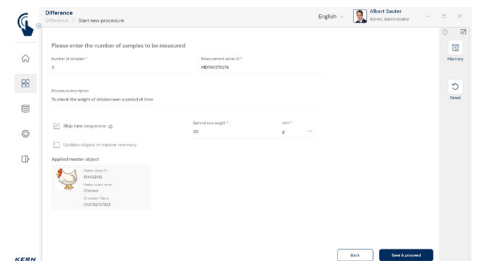 Difference
Difference > Start new procedure
English
Albert Sauter
Admin, Administrator
Please enter the number of samples to be measured
Number of samples *
Measurement series ID *
2
Memory
Reset
Procedure description
To check the weight of chicken over a period of time
Skip tare sequence
Manual tare weight *
Unit *
20
g
Update object in master memory
Applied master object
Chicken
Back
Save & proceed
KERN